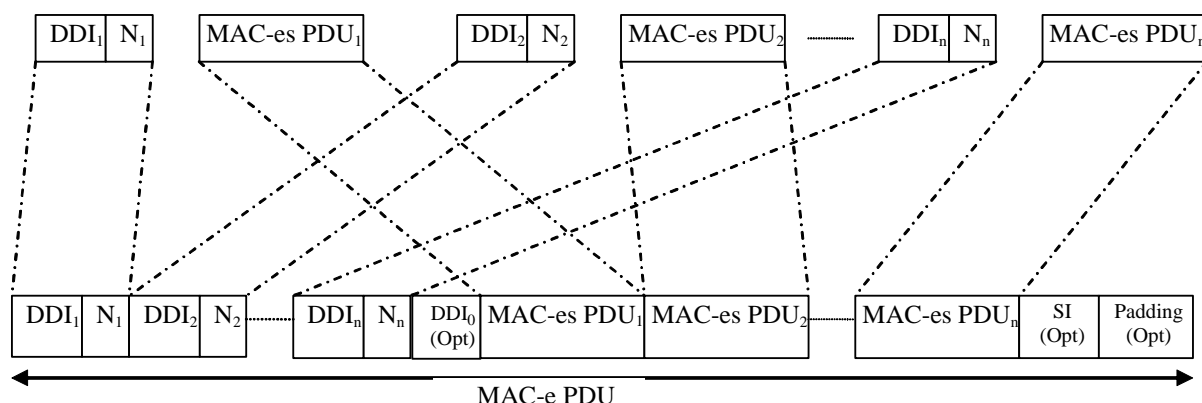 DDI₁ N₁ MAC-es PDU₁ DDI₂ N₂ MAC-es PDU₂ DDIₙ Nₙ MAC-es PDUₙ
DDI₁ N₁ DDI₂ N₂ DDIₙ Nₙ DDI₀ (Opt) MAC-es PDU₁ MAC-es PDU₂ MAC-es PDUₙ SI (Opt) Padding (Opt)
MAC-e PDU